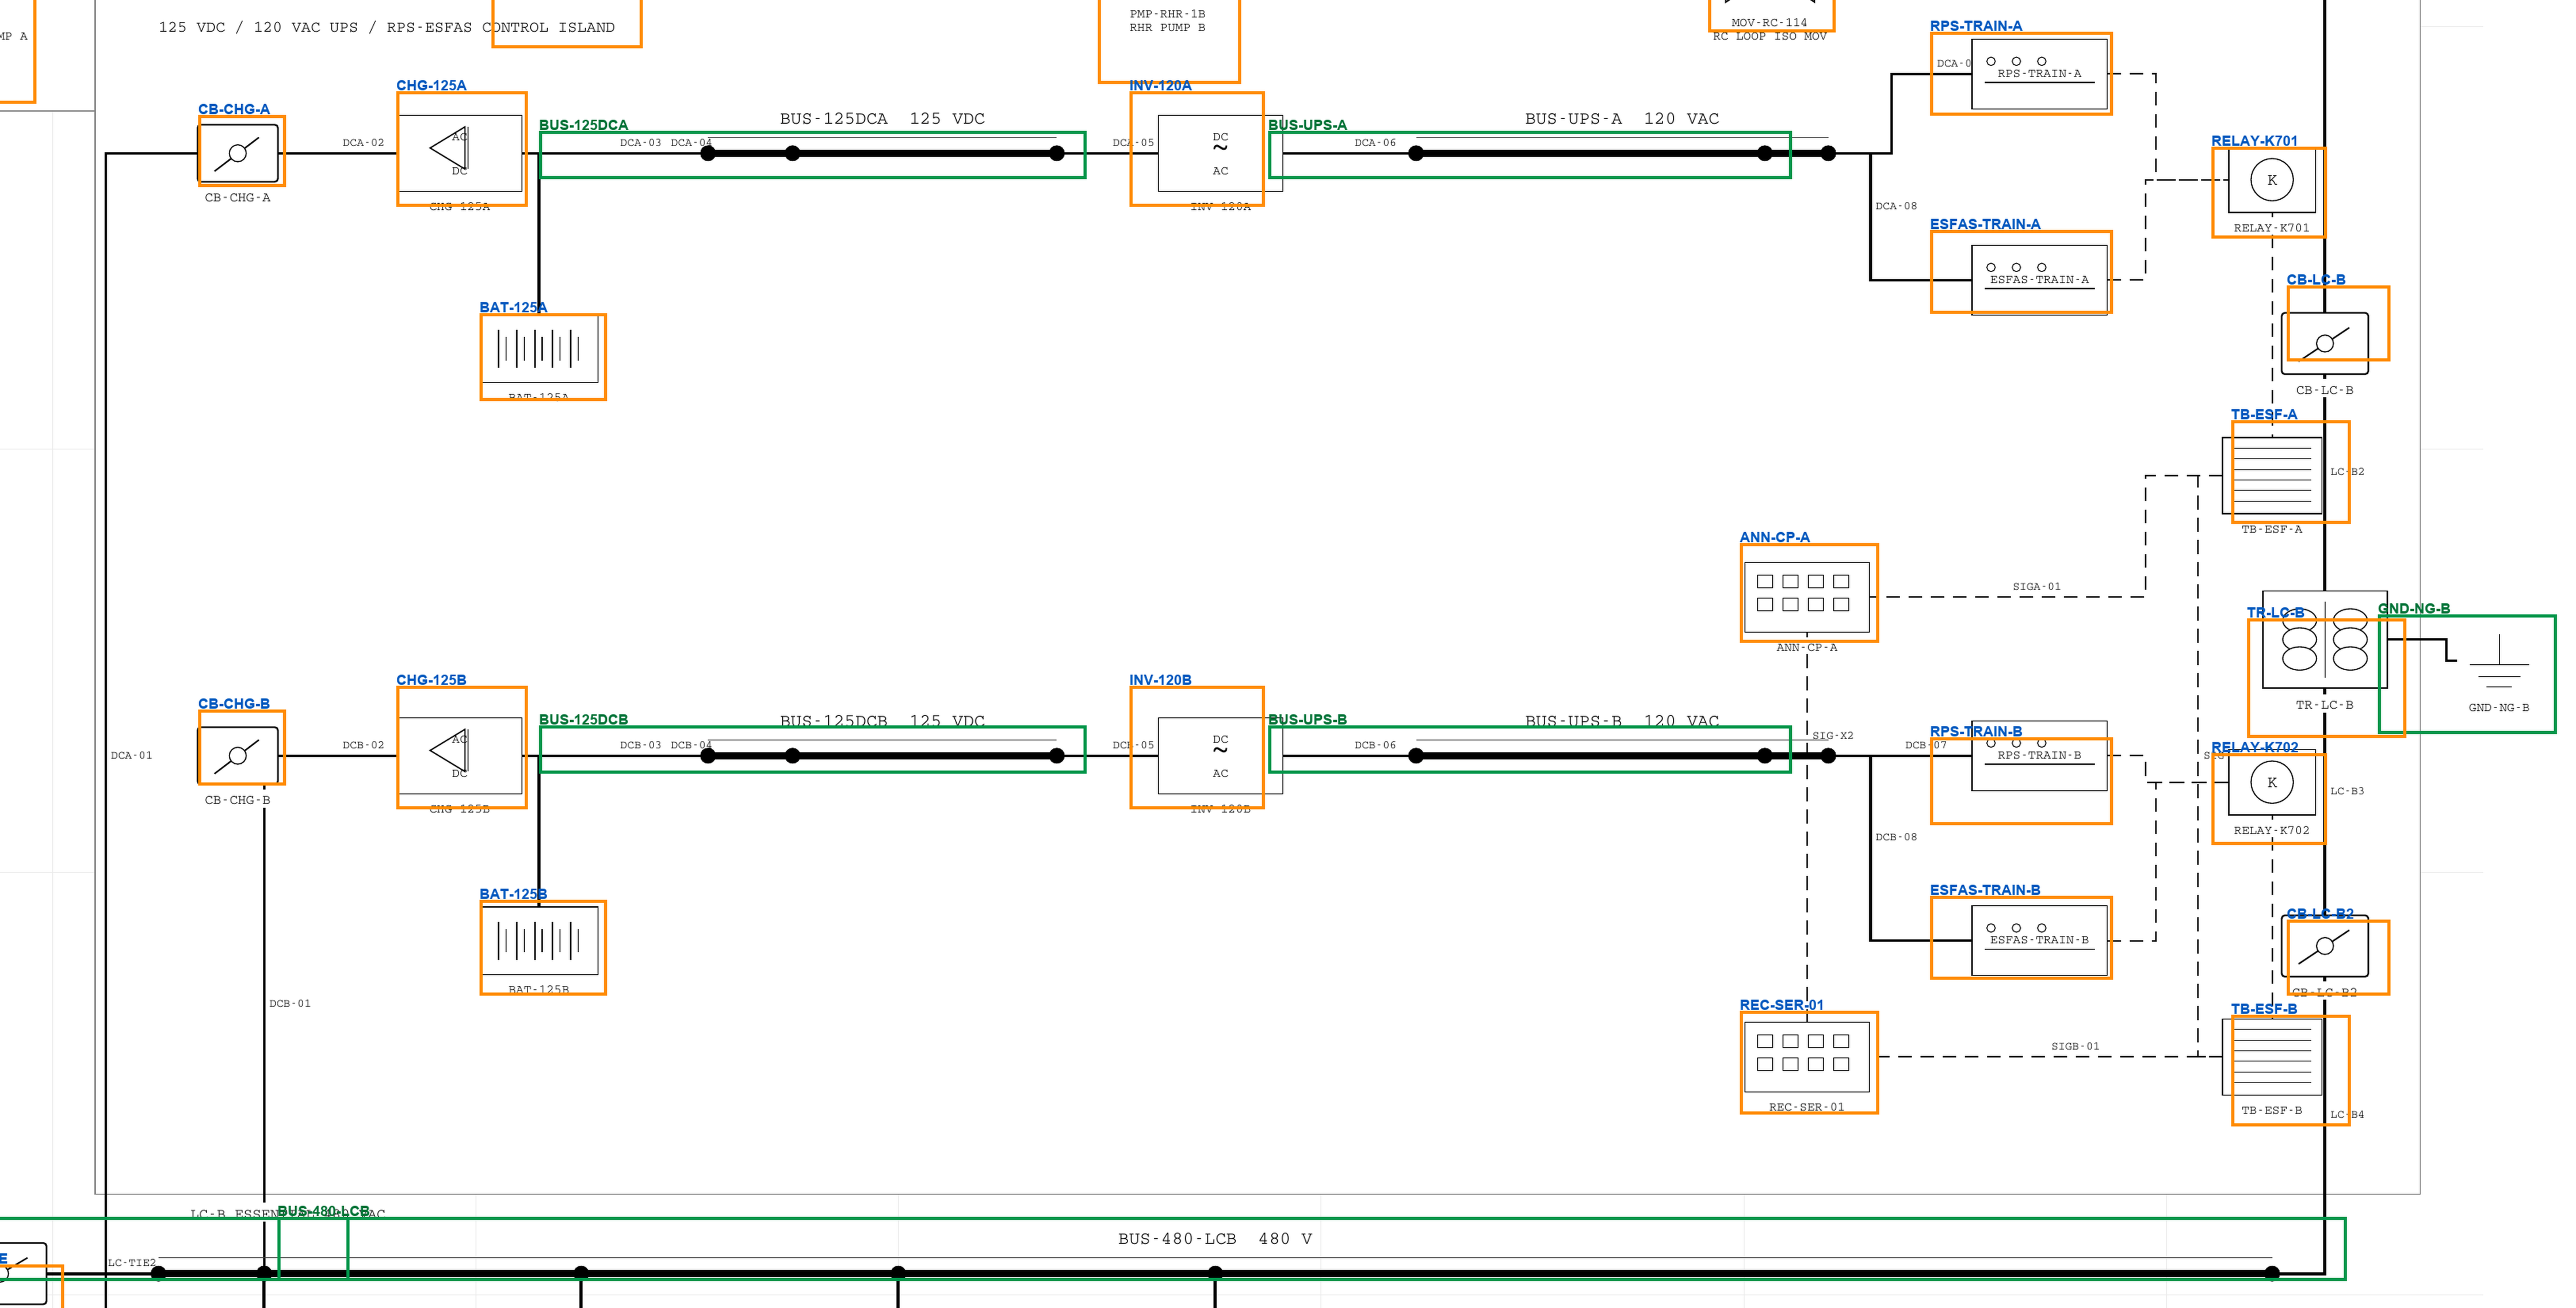 MP A
125 VDC / 120 VAC UPS / RPS-ESFAS CONTROL ISLAND
PMP-RHR-1B
RHR PUMP B
MOV-RC-114
RC LOOP ISO MOV
RPS-TRAIN-A
DCA-0
RPS-TRAIN-A
CHG-125A
INV-120A
CB-CHG-A
BUS-125DCA
BUS-125DCA 125 VDC
BUS-UPS-A
BUS-UPS-A 120 VAC
DCA-02
AC
DC
DCA-03
DCA-04
DCA-05
DC
~
AC
DCA-06
RELAY-K701
K
CB-CHG-A
CHG-125A
INV-120A
DCA-08
RELAY-K701
ESFAS-TRAIN-A
ESFAS-TRAIN-A
CB-LC-B
BAT-125A
BAT-125A
CB-LC-B
TB-ESF-A
LC-B2
TB-ESF-A
ANN-CP-A
SIGA-01
ANN-CP-A
TR-LC-B
GND-NG-B
TR-LC-B
GND-NG-B
CHG-125B
INV-120B
CB-CHG-B
BUS-125DCB
BUS-125DCB 125 VDC
BUS-UPS-B
BUS-UPS-B 120 VAC
RPS-TRAIN-B
SIG-X2
DCA-01
DCB-02
AC
DC
DCB-03
DCB-04
DCB-05
DC
~
AC
DCB-06
DCB-07
RPS-TRAIN-B
RELAY-K702
SIG
K
LC-B3
CB-CHG-B
CHG-125B
INV-120B
DCB-08
RELAY-K702
BAT-125B
ESFAS-TRAIN-B
ESFAS-TRAIN-B
CB-LC-B2
BAT-125B
CB-LC-B2
DCB-01
REC-SER-01
TB-ESF-B
SIGB-01
REC-SER-01
TB-ESF-B
LC-B4
LC-B ESSENTIAL 480 VAC
BUS-480-LCB
BUS-480-LCB 480 V
E
LC-TIE2